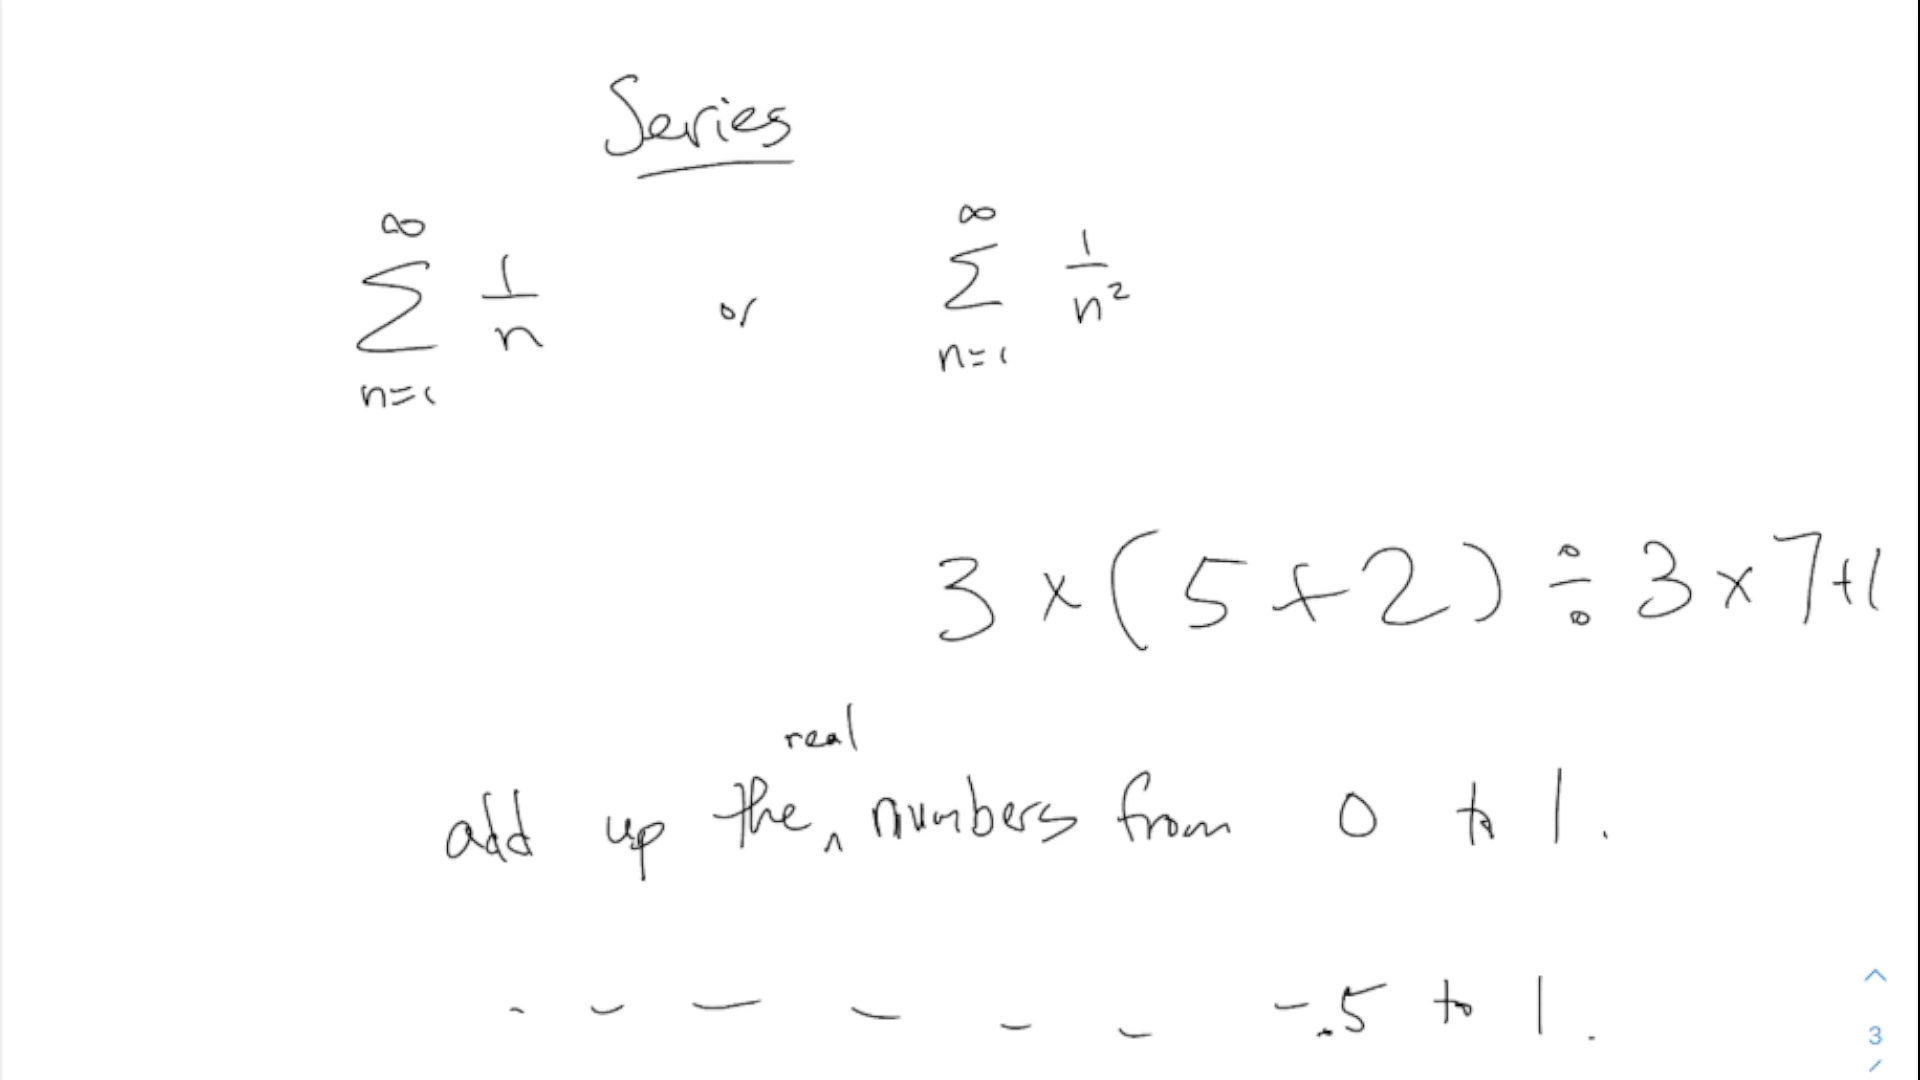 Series
∞ ∑ n=1 1/n or ∞ ∑ n=1 1/n²
3 × (5 + 2) ÷ 3 × 7 + 1
real
add up the ^ numbers from 0 to 1.
. - - - - - -.5 to 1.
3